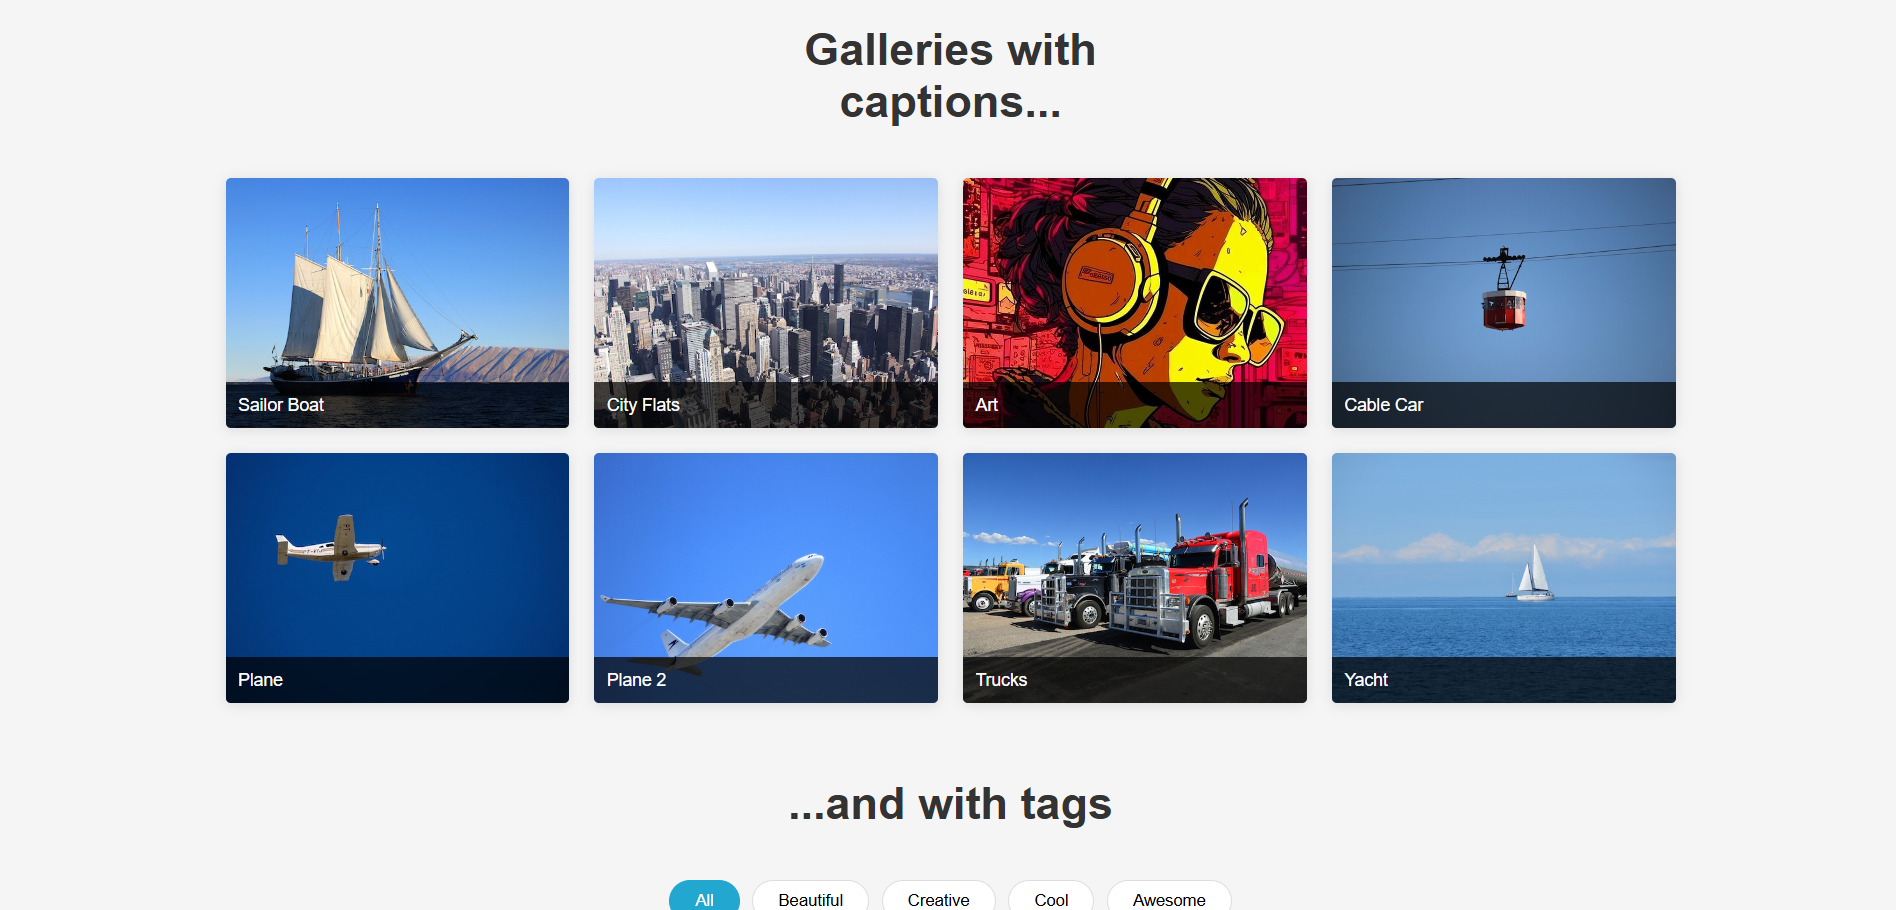 Galleries with
captions...
Sailor Boat
City Flats
Art
Cable Car
Plane
Plane 2
Trucks
Yacht
...and with tags
All
Beautiful
Creative
Cool
Awesome